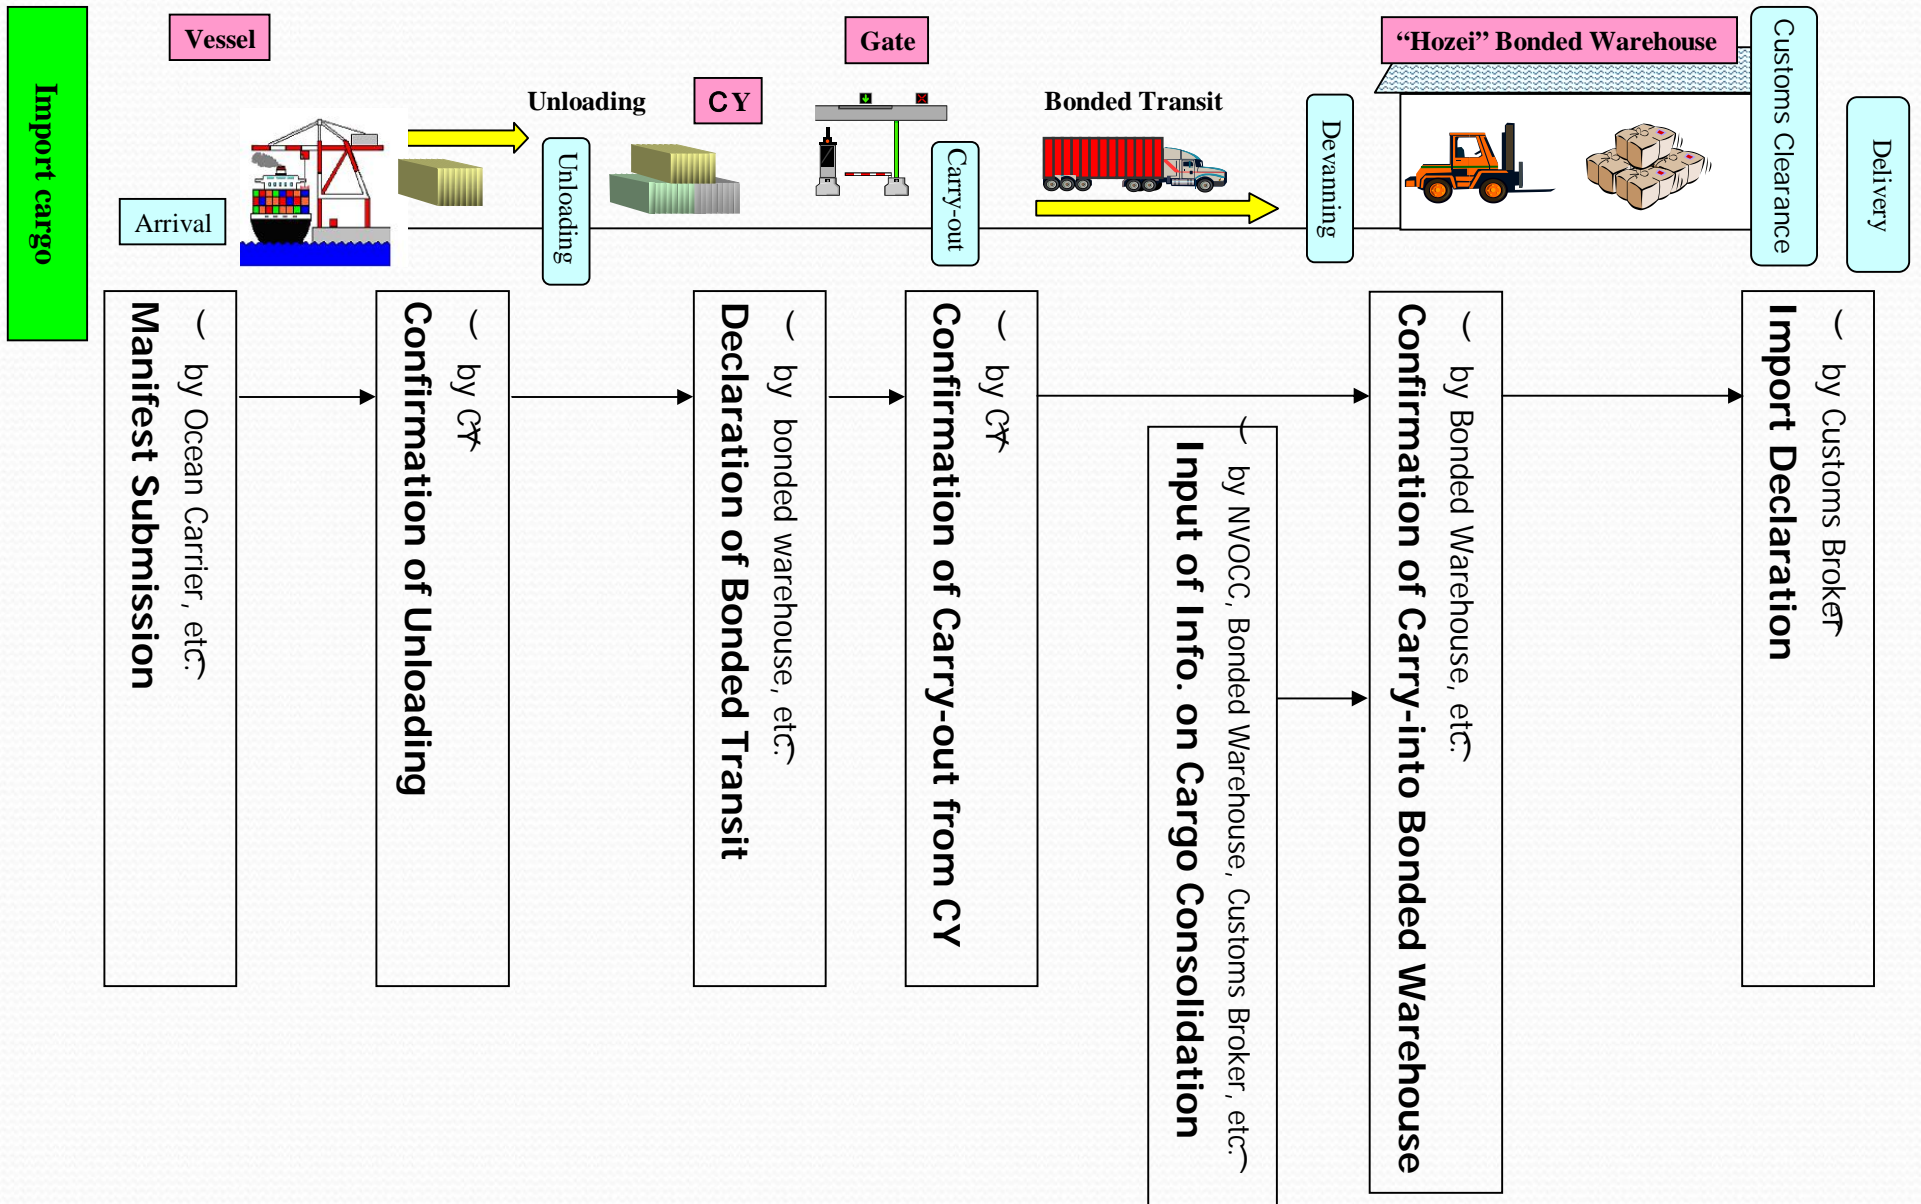 Import cargo
Vessel
Gate
“Hozei” Bonded Warehouse
Customs Clearance
Unloading
CY
Bonded Transit
Arrival
Unloading
Carry-out
Devanning
Delivery
Manifest Submission
( by Ocean Carrier, etc.)
Confirmation of Unloading
( by CY)
Declaration of Bonded Transit
( by bonded warehouse, etc.)
Confirmation of Carry-out from CY
( by CY)
Input of Info. on Cargo Consolidation
( by NVOCC, Bonded Warehouse, Customs Broker, etc.)
Confirmation of Carry-into Bonded Warehouse
( by Bonded Warehouse, etc.)
Import Declaration
( by Customs Broker)